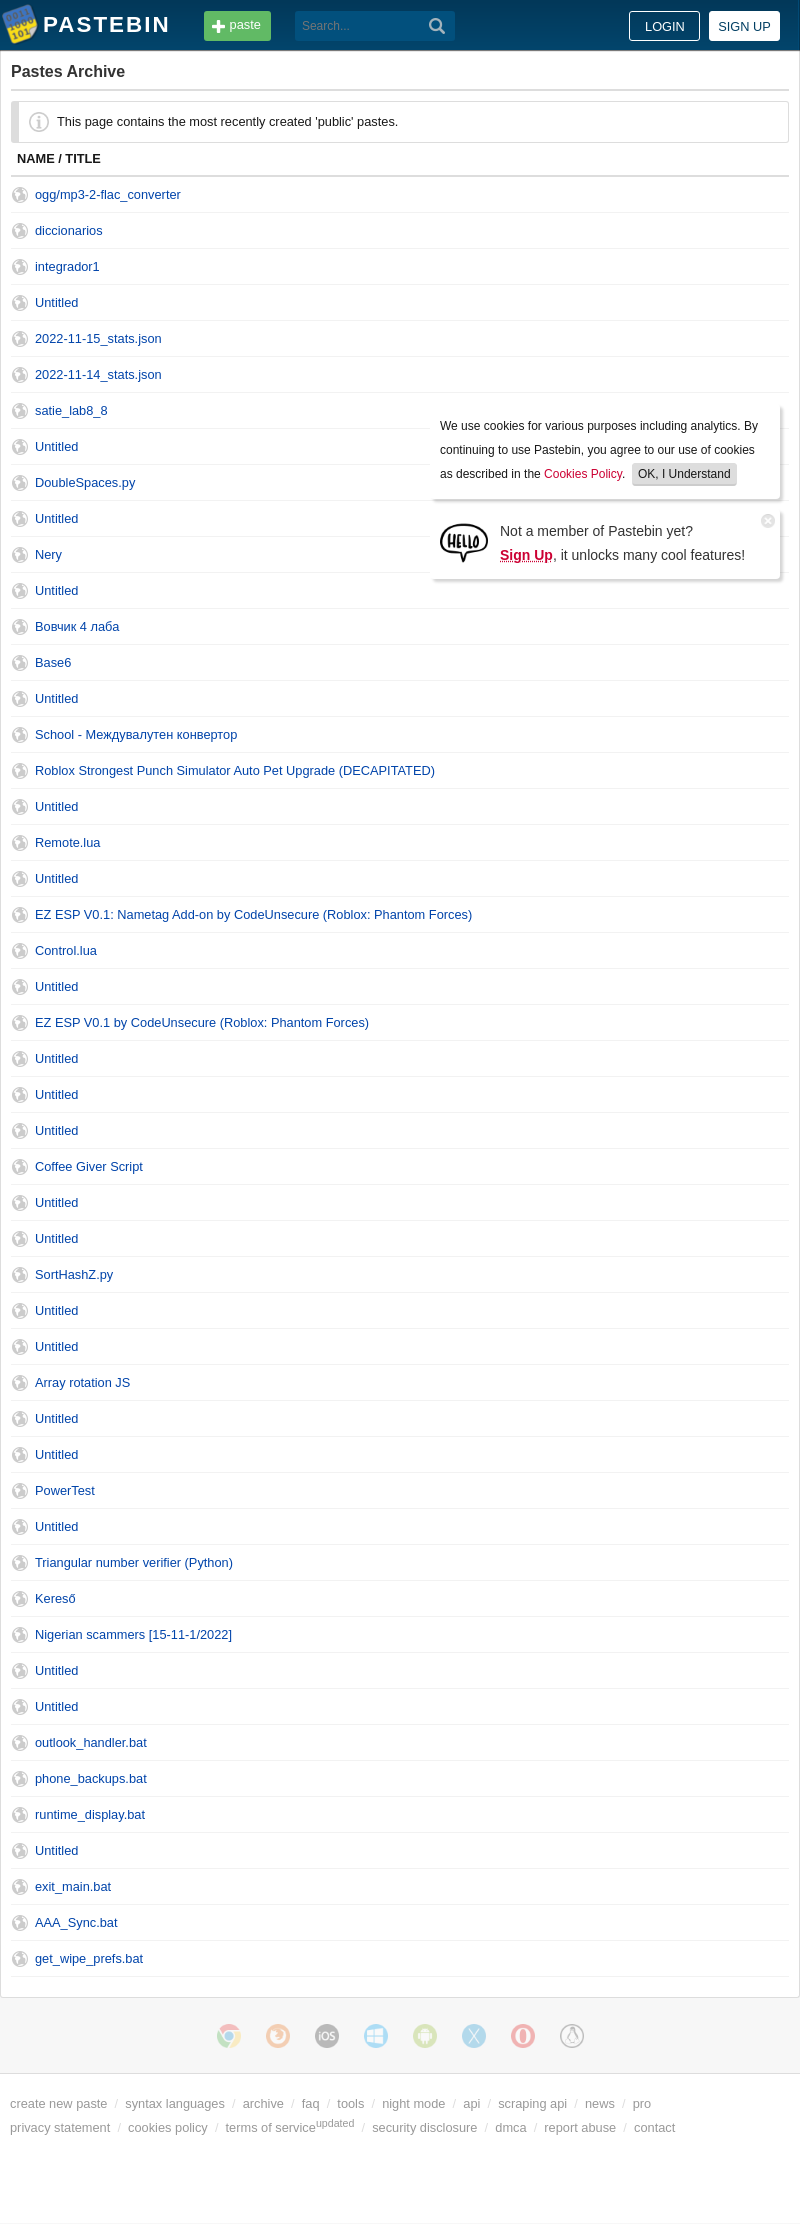 PASTEBIN paste Search... LOGIN SIGN UP
Pastes Archive
This page contains the most recently created 'public' pastes.
NAME / TITLE
ogg/mp3-2-flac_converter
diccionarios
integrador1
Untitled
2022-11-15_stats.json
2022-11-14_stats.json
satie_lab8_8
Untitled
DoubleSpaces.py
Untitled
Nery
Untitled
We use cookies for various purposes including analytics. By
continuing to use Pastebin, you agree to our use of cookies
as described in the Cookies Policy. OK, I Understand
HELLO
Not a member of Pastebin yet?
Sign Up, it unlocks many cool features!
Вовчик 4 лаба
Base6
Untitled
School - Междувалутен конвертор
Roblox Strongest Punch Simulator Auto Pet Upgrade (DECAPITATED)
Untitled
Remote.lua
Untitled
EZ ESP V0.1: Nametag Add-on by CodeUnsecure (Roblox: Phantom Forces)
Control.lua
Untitled
EZ ESP V0.1 by CodeUnsecure (Roblox: Phantom Forces)
Untitled
Untitled
Untitled
Coffee Giver Script
Untitled
Untitled
SortHashZ.py
Untitled
Untitled
Array rotation JS
Untitled
Untitled
PowerTest
Untitled
Triangular number verifier (Python)
Kereső
Nigerian scammers [15-11-1/2022]
Untitled
Untitled
outlook_handler.bat
phone_backups.bat
runtime_display.bat
Untitled
exit_main.bat
AAA_Sync.bat
get_wipe_prefs.bat
iOS
create new paste / syntax languages / archive / faq / tools / night mode / api / scraping api / news / pro
privacy statement / cookies policy / terms of service updated / security disclosure / dmca / report abuse / contact